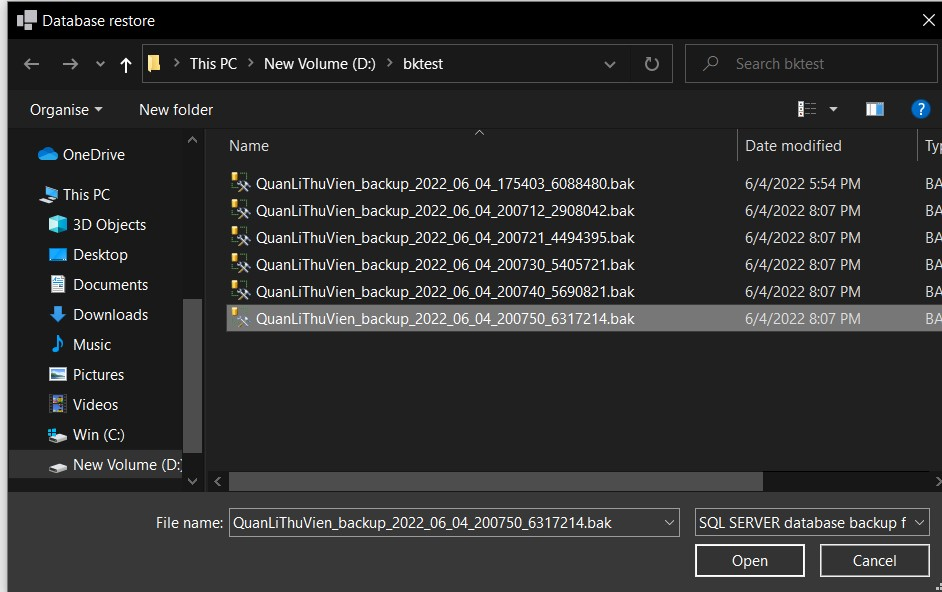 Database restore
This PC
New Volume (D:)
bktest
Search bktest
Organise
New folder
?
OneDrive
This PC
3D Objects
Desktop
Documents
Downloads
Music
Pictures
Videos
Win (C:)
New Volume (D:)
Name Date modified Typ
QuanLiThuVien_backup_2022_06_04_175403_6088480.bak 6/4/2022 5:54 PM BA
QuanLiThuVien_backup_2022_06_04_200712_2908042.bak 6/4/2022 8:07 PM BA
QuanLiThuVien_backup_2022_06_04_200721_4494395.bak 6/4/2022 8:07 PM BA
QuanLiThuVien_backup_2022_06_04_200730_5405721.bak 6/4/2022 8:07 PM BA
QuanLiThuVien_backup_2022_06_04_200740_5690821.bak 6/4/2022 8:07 PM BA
QuanLiThuVien_backup_2022_06_04_200750_6317214.bak 6/4/2022 8:07 PM BA
File name: QuanLiThuVien_backup_2022_06_04_200750_6317214.bak SQL SERVER database backup f
Open Cancel